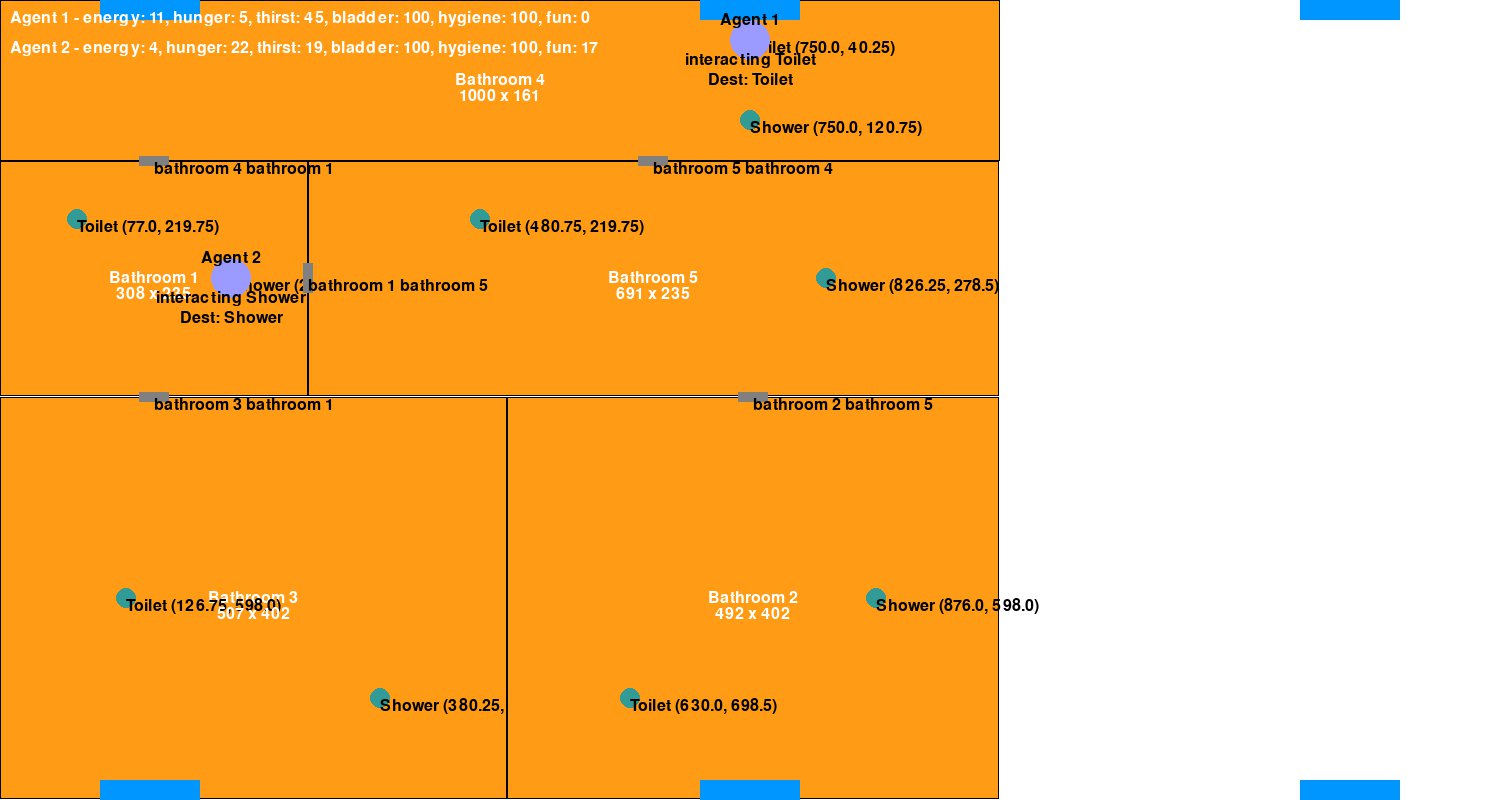 Agent 1 - energy: 11, hunger: 5, thirst: 45, bladder: 100, hygiene: 100, fun: 0
Agent 1
Agent 2 - energy: 4, hunger: 22, thirst: 19, bladder: 100, hygiene: 100, fun: 17
(750.0, 40.25)
interacting Toilet
Bathroom 4
Dest: Toilet
1000 x 161
Shower (750.0, 120.75)
bathroom 4 bathroom 1
bathroom 5 bathroom 4
Toilet (77.0, 219.75)
Toilet (480.75, 219.75)
Agent 2
Bathroom 1
Bathroom 5
bathroom 1 bathroom 5
Shower (826.25, 278.5)
308 x 235
interacting Shower
691 x 235
Dest: Shower
bathroom 3 bathroom 1
bathroom 2 bathroom 5
Bathroom 3
Toilet (126.75, 598.0)
507 x 402
Bathroom 2
Shower (876.0, 598.0)
492 x 402
Shower (380.25,
Toilet (630.0, 698.5)